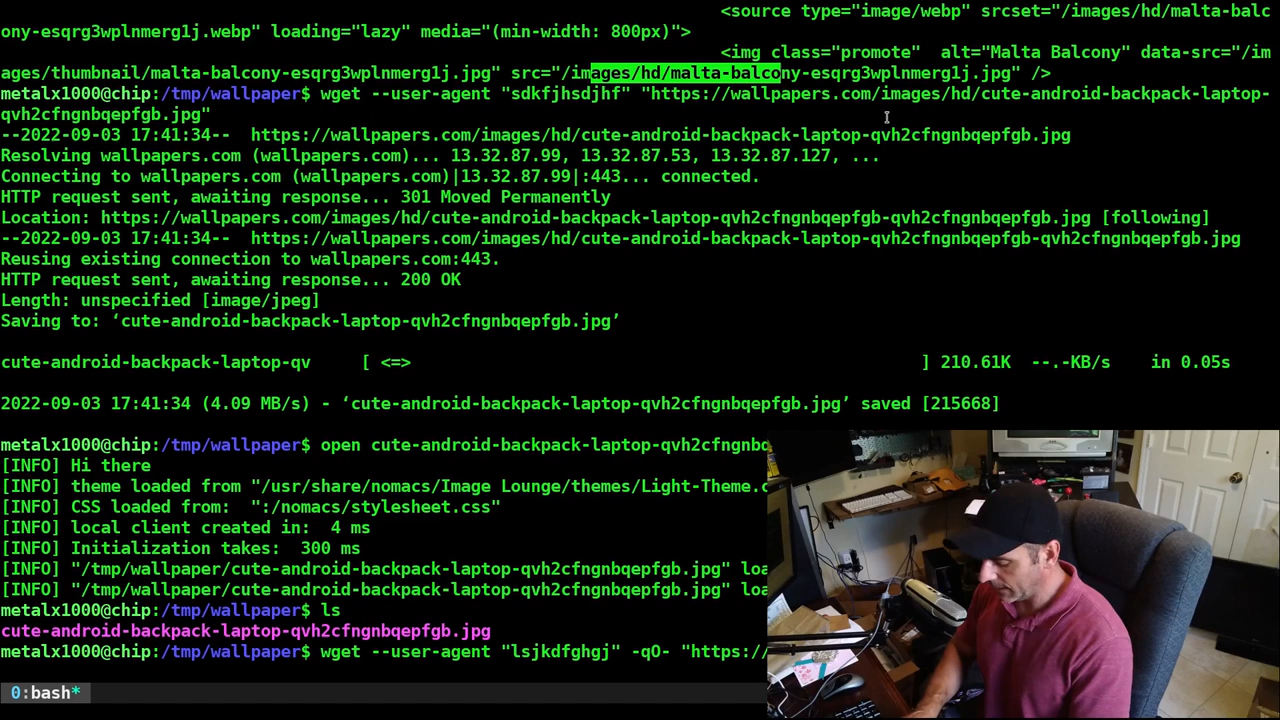 <source type="image/webp" srcset="/images/hd/malta-balc
ony-esqrg3wplnmerg1j.webp" loading="lazy" media="(min-width: 800px)">
<img class="promote"  alt="Malta Balcony" data-src="/im
ages/thumbnail/malta-balcony-esqrg3wplnmerg1j.jpg" src="/images/hd/malta-balcony-esqrg3wplnmerg1j.jpg" />
metalx1000@chip:/tmp/wallpaper$ wget --user-agent "sdkfjhsdjhf" "https://wallpapers.com/images/hd/cute-android-backpack-laptop-
qvh2cfngnbqepfgb.jpg"
--2022-09-03 17:41:34--  https://wallpapers.com/images/hd/cute-android-backpack-laptop-qvh2cfngnbqepfgb.jpg
Resolving wallpapers.com (wallpapers.com)... 13.32.87.99, 13.32.87.53, 13.32.87.127, ...
Connecting to wallpapers.com (wallpapers.com)|13.32.87.99|:443... connected.
HTTP request sent, awaiting response... 301 Moved Permanently
Location: https://wallpapers.com/images/hd/cute-android-backpack-laptop-qvh2cfngnbqepfgb-qvh2cfngnbqepfgb.jpg [following]
--2022-09-03 17:41:34--  https://wallpapers.com/images/hd/cute-android-backpack-laptop-qvh2cfngnbqepfgb-qvh2cfngnbqepfgb.jpg
Reusing existing connection to wallpapers.com:443.
HTTP request sent, awaiting response... 200 OK
Length: unspecified [image/jpeg]
Saving to: ‘cute-android-backpack-laptop-qvh2cfngnbqepfgb.jpg’
cute-android-backpack-laptop-qv     [ <=>                                                   ] 210.61K  --.-KB/s    in 0.05s
2022-09-03 17:41:34 (4.09 MB/s) - ‘cute-android-backpack-laptop-qvh2cfngnbqepfgb.jpg’ saved [215668]
metalx1000@chip:/tmp/wallpaper$ open cute-android-backpack-laptop-qvh2cfngnbq
[INFO] Hi there
[INFO] theme loaded from "/usr/share/nomacs/Image Lounge/themes/Light-Theme.c
[INFO] CSS loaded from:  ":/nomacs/stylesheet.css"
[INFO] local client created in:  4 ms
[INFO] Initialization takes:  300 ms
[INFO] "/tmp/wallpaper/cute-android-backpack-laptop-qvh2cfngnbqepfgb.jpg" loa
[INFO] "/tmp/wallpaper/cute-android-backpack-laptop-qvh2cfngnbqepfgb.jpg" loa
metalx1000@chip:/tmp/wallpaper$ ls
cute-android-backpack-laptop-qvh2cfngnbqepfgb.jpg
metalx1000@chip:/tmp/wallpaper$ wget --user-agent "lsjkdfghgj" -qO- "https://
0:bash*